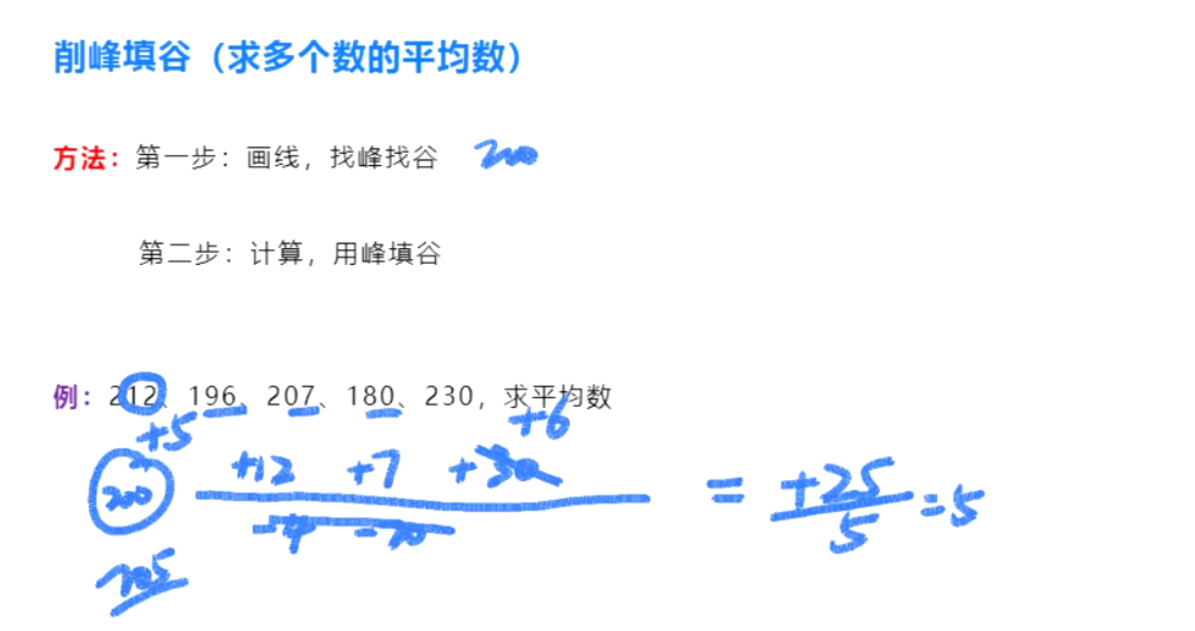 削峰填谷（求多个数的平均数）
方法：第一步：画线，找峰找谷 200
第二步：计算，用峰填谷
例：212、196、207、180、230，求平均数
+5 +6
200 +12 +7 +30 = +25/5 =5
-4 -20
205